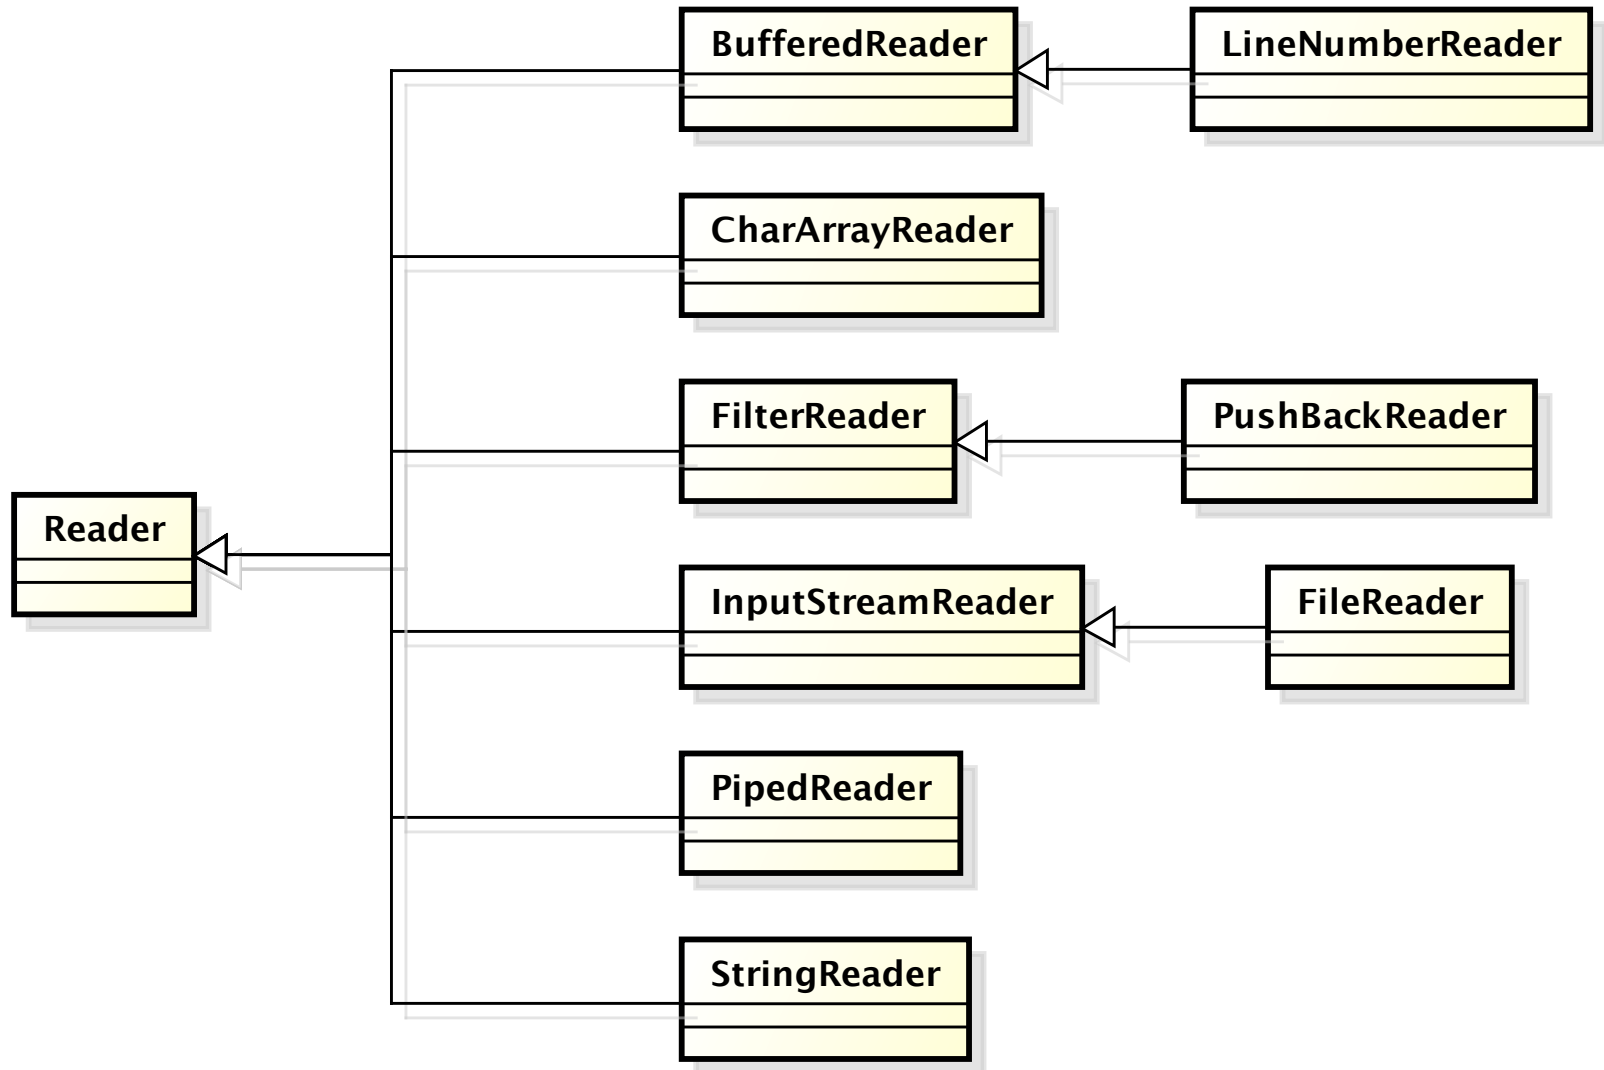 BufferedReader
LineNumberReader
CharArrayReader
FilterReader
PushBackReader
Reader
InputStreamReader
FileReader
PipedReader
StringReader